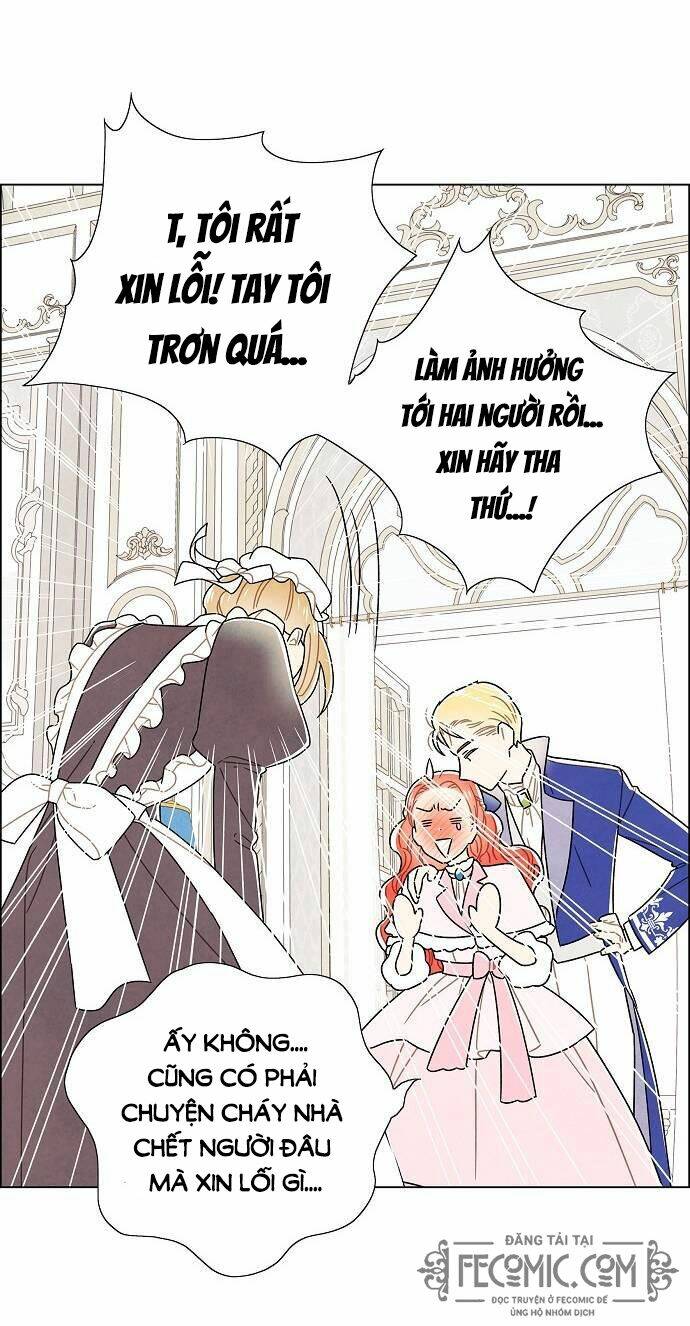 T, TÔI RẤT
XIN LỖI! TAY TÔI
TRƠN QUÁ...
LÀM ẢNH HƯỞNG
TỚI HAI NGƯỜI RỒI...
XIN HÃY THA
THỨ...!
ẤY KHÔNG....
CŨNG CÓ PHẢI
CHUYỆN CHÁY NHÀ
CHẾT NGƯỜI ĐÂU
MÀ XIN LỖI GÌ....
ĐĂNG TẢI TẠI
FECOMIC.COM
ĐỌC TRUYỆN Ở FECOMIC ĐỂ
ỦNG HỘ NHÓM DỊCH